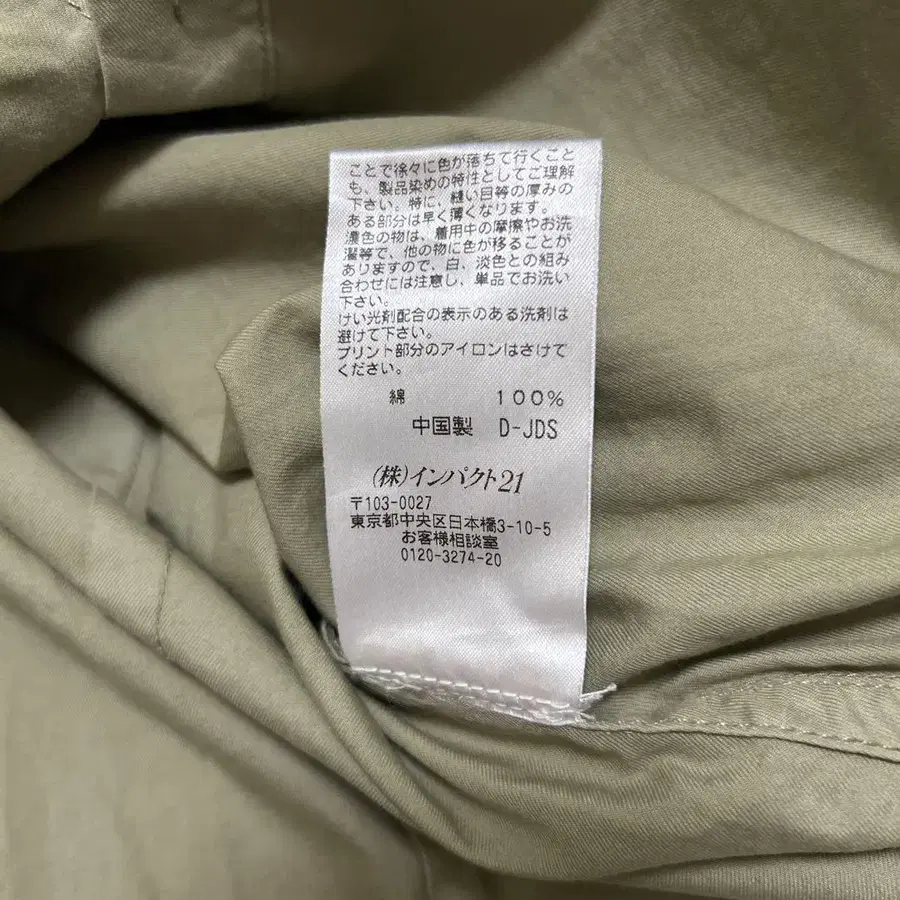 ことで徐々に色が落ちて行くこと
も、製品染めの特性としてご理解
下さい。特に、縫い目等の厚みの
ある部分は早く薄くなります。
濃色の物は、着用中の摩擦やお洗
濯等で、他の物に色が移ることが
ありますので、白、淡色との組み
合わせには注意し、単品でお洗い
下さい。
けい光剤配合の表示のある洗剤は
避けて下さい。
プリント部分のアイロンはさけて
ください。
綿 100%
中国製 D-JDS
(株)インパクト21
〒103-0027
東京都中央区日本橋3-10-5
お客様相談室
0120-3274-20